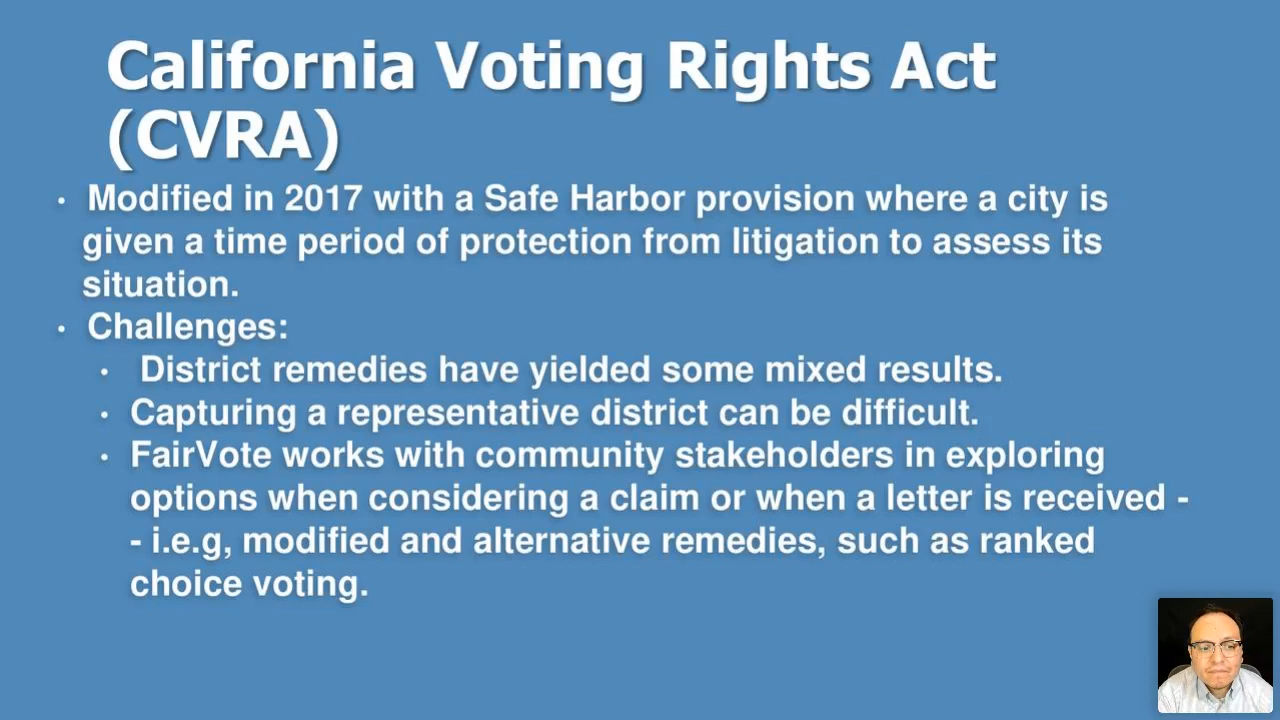 California Voting Rights Act
(CVRA)
• Modified in 2017 with a Safe Harbor provision where a city is
given a time period of protection from litigation to assess its
situation.
• Challenges:
• District remedies have yielded some mixed results.
• Capturing a representative district can be difficult.
• FairVote works with community stakeholders in exploring
options when considering a claim or when a letter is received -
- i.e.g, modified and alternative remedies, such as ranked
choice voting.